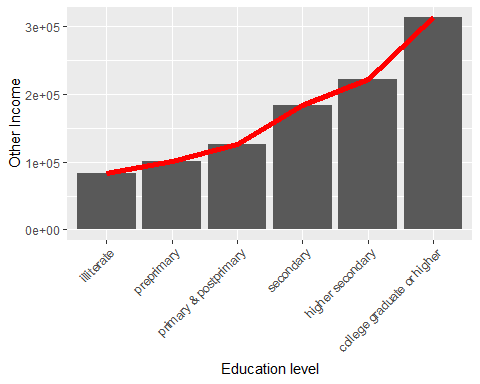 3e+05
2e+05
1e+05
0e+00
Other Income
illiterate
preprimary
primary & postprimary
secondary
higher secondary
college graduate or higher
Education level